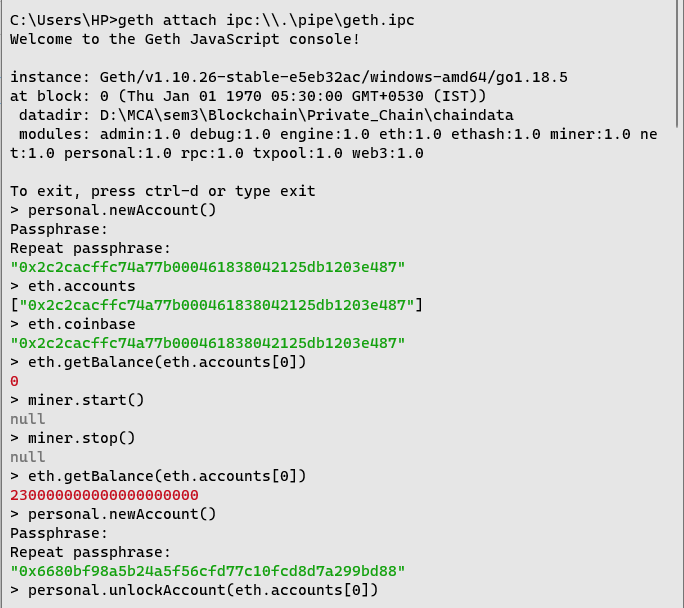 C:\Users\HP>geth attach ipc:\\.\pipe\geth.ipc
Welcome to the Geth JavaScript console!
instance: Geth/v1.10.26-stable-e5eb32ac/windows-amd64/go1.18.5
at block: 0 (Thu Jan 01 1970 05:30:00 GMT+0530 (IST))
datadir: D:\MCA\sem3\Blockchain\Private_Chain\chaindata
modules: admin:1.0 debug:1.0 engine:1.0 eth:1.0 ethash:1.0 miner:1.0 ne
t:1.0 personal:1.0 rpc:1.0 txpool:1.0 web3:1.0
To exit, press ctrl-d or type exit
> personal.newAccount()
Passphrase:
Repeat passphrase:
"0x2c2cacffc74a77b000461838042125db1203e487"
> eth.accounts
["0x2c2cacffc74a77b000461838042125db1203e487"]
> eth.coinbase
"0x2c2cacffc74a77b000461838042125db1203e487"
> eth.getBalance(eth.accounts[0])
0
> miner.start()
null
> miner.stop()
null
> eth.getBalance(eth.accounts[0])
230000000000000000000
> personal.newAccount()
Passphrase:
Repeat passphrase:
"0x6680bf98a5b24a5f56cfd77c10fcd8d7a299bd88"
> personal.unlockAccount(eth.accounts[0])